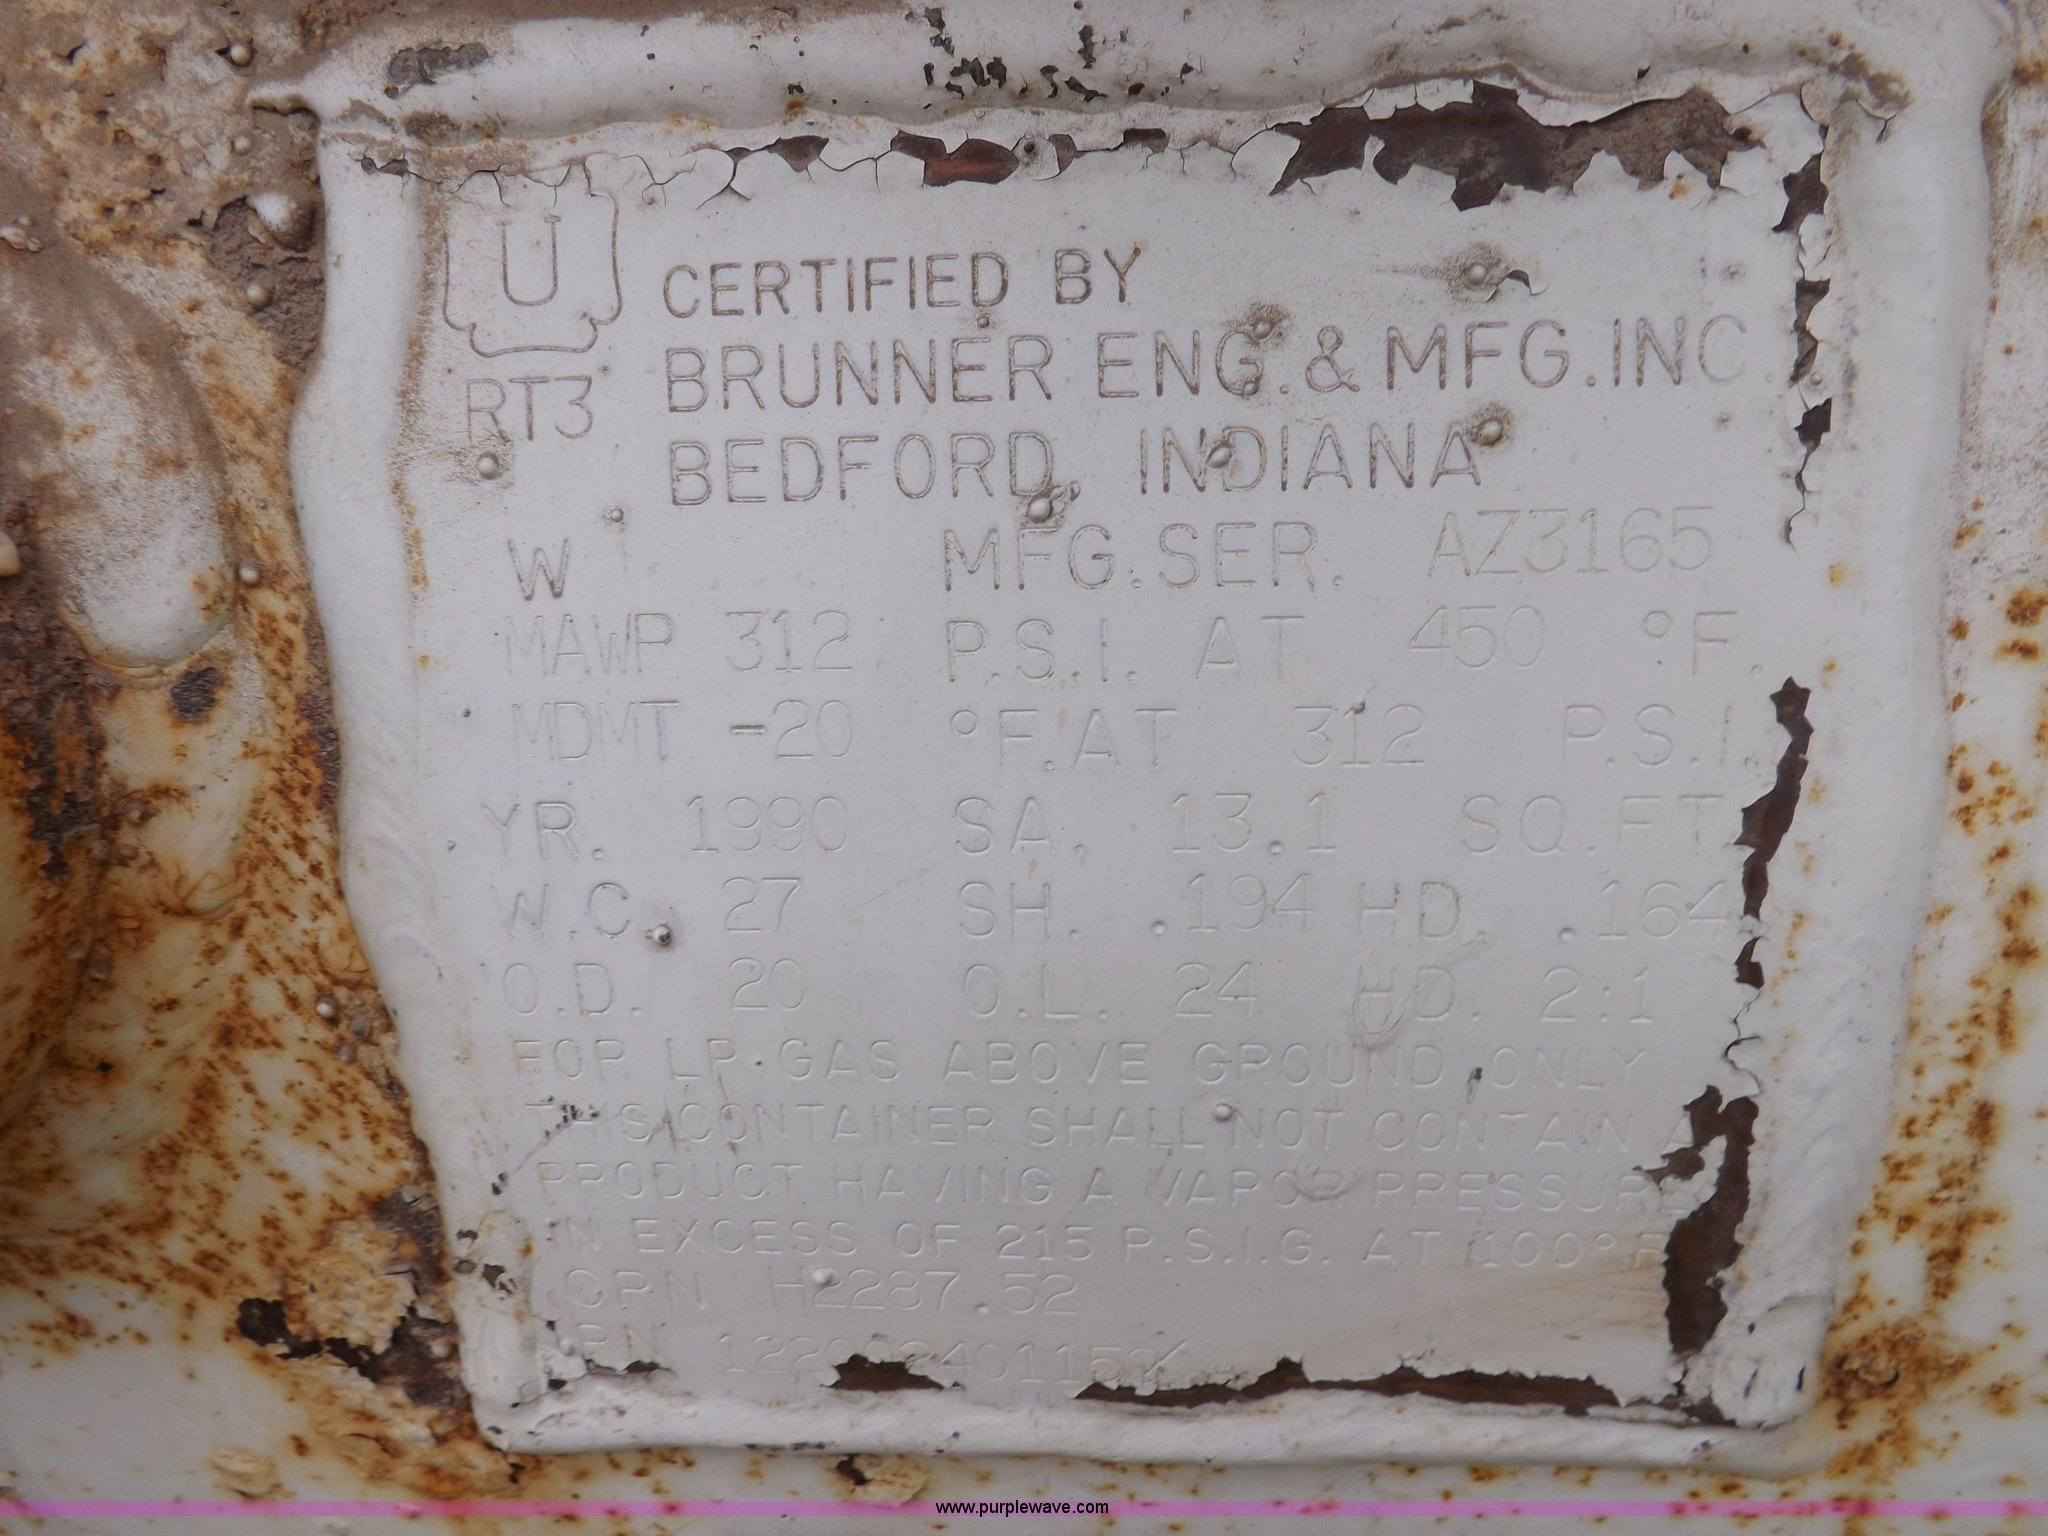 U
RT3
CERTIFIED BY
BRUNNER ENG. & MFG. INC
BEDFORD, INDIANA
W MFG. SER. AZ3165
MAWP 312 P.S.I. AT 450 °F.
MDMT -20 °F. AT 312 P.S.I.
YR. 1990 SA. 13.1 SQ.FT
W.C. 27 SH. .194 HD. .164
O.D. 20 O.L. 24 HD. 2:1
FOR LP-GAS ABOVE GROUND ONLY
THIS CONTAINER SHALL NOT CONTAIN A
PRODUCT HAVING A VAPOR PRESSURE
IN EXCESS OF 215 P.S.I.G. AT 100°F
CRN H2287.52
www.purplewave.com